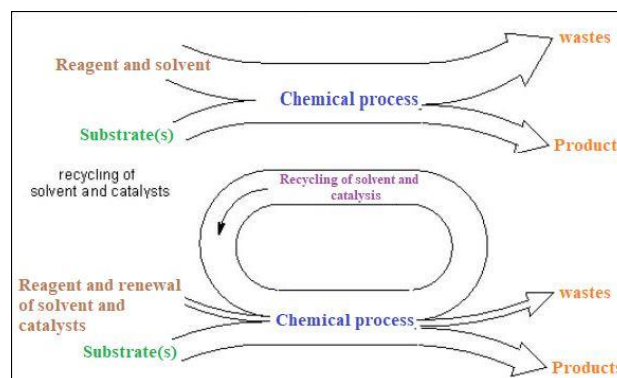 wastes
Reagent and solvent
Chemical process
Substrate(s)
Product
recycling of
solvent and catalysts
Recycling of solvent and
catalysis
Reagent and renewal
of solvent and
catalysts
wastes
Chemical process
Substrate(s)
Products